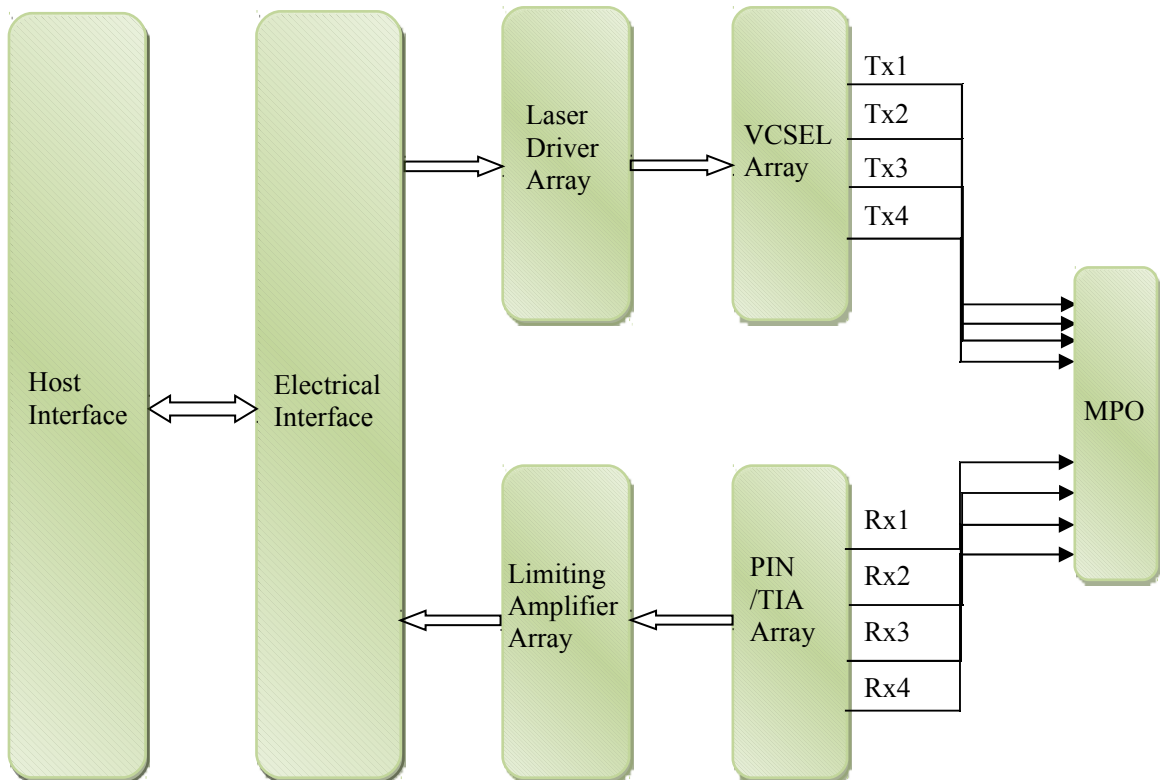 Host
Interface
Electrical
Interface
Laser
Driver
Array
VCSEL
Array
Tx1
Tx2
Tx3
Tx4
MPO
Limiting
Amplifier
Array
PIN
/TIA
Array
Rx1
Rx2
Rx3
Rx4